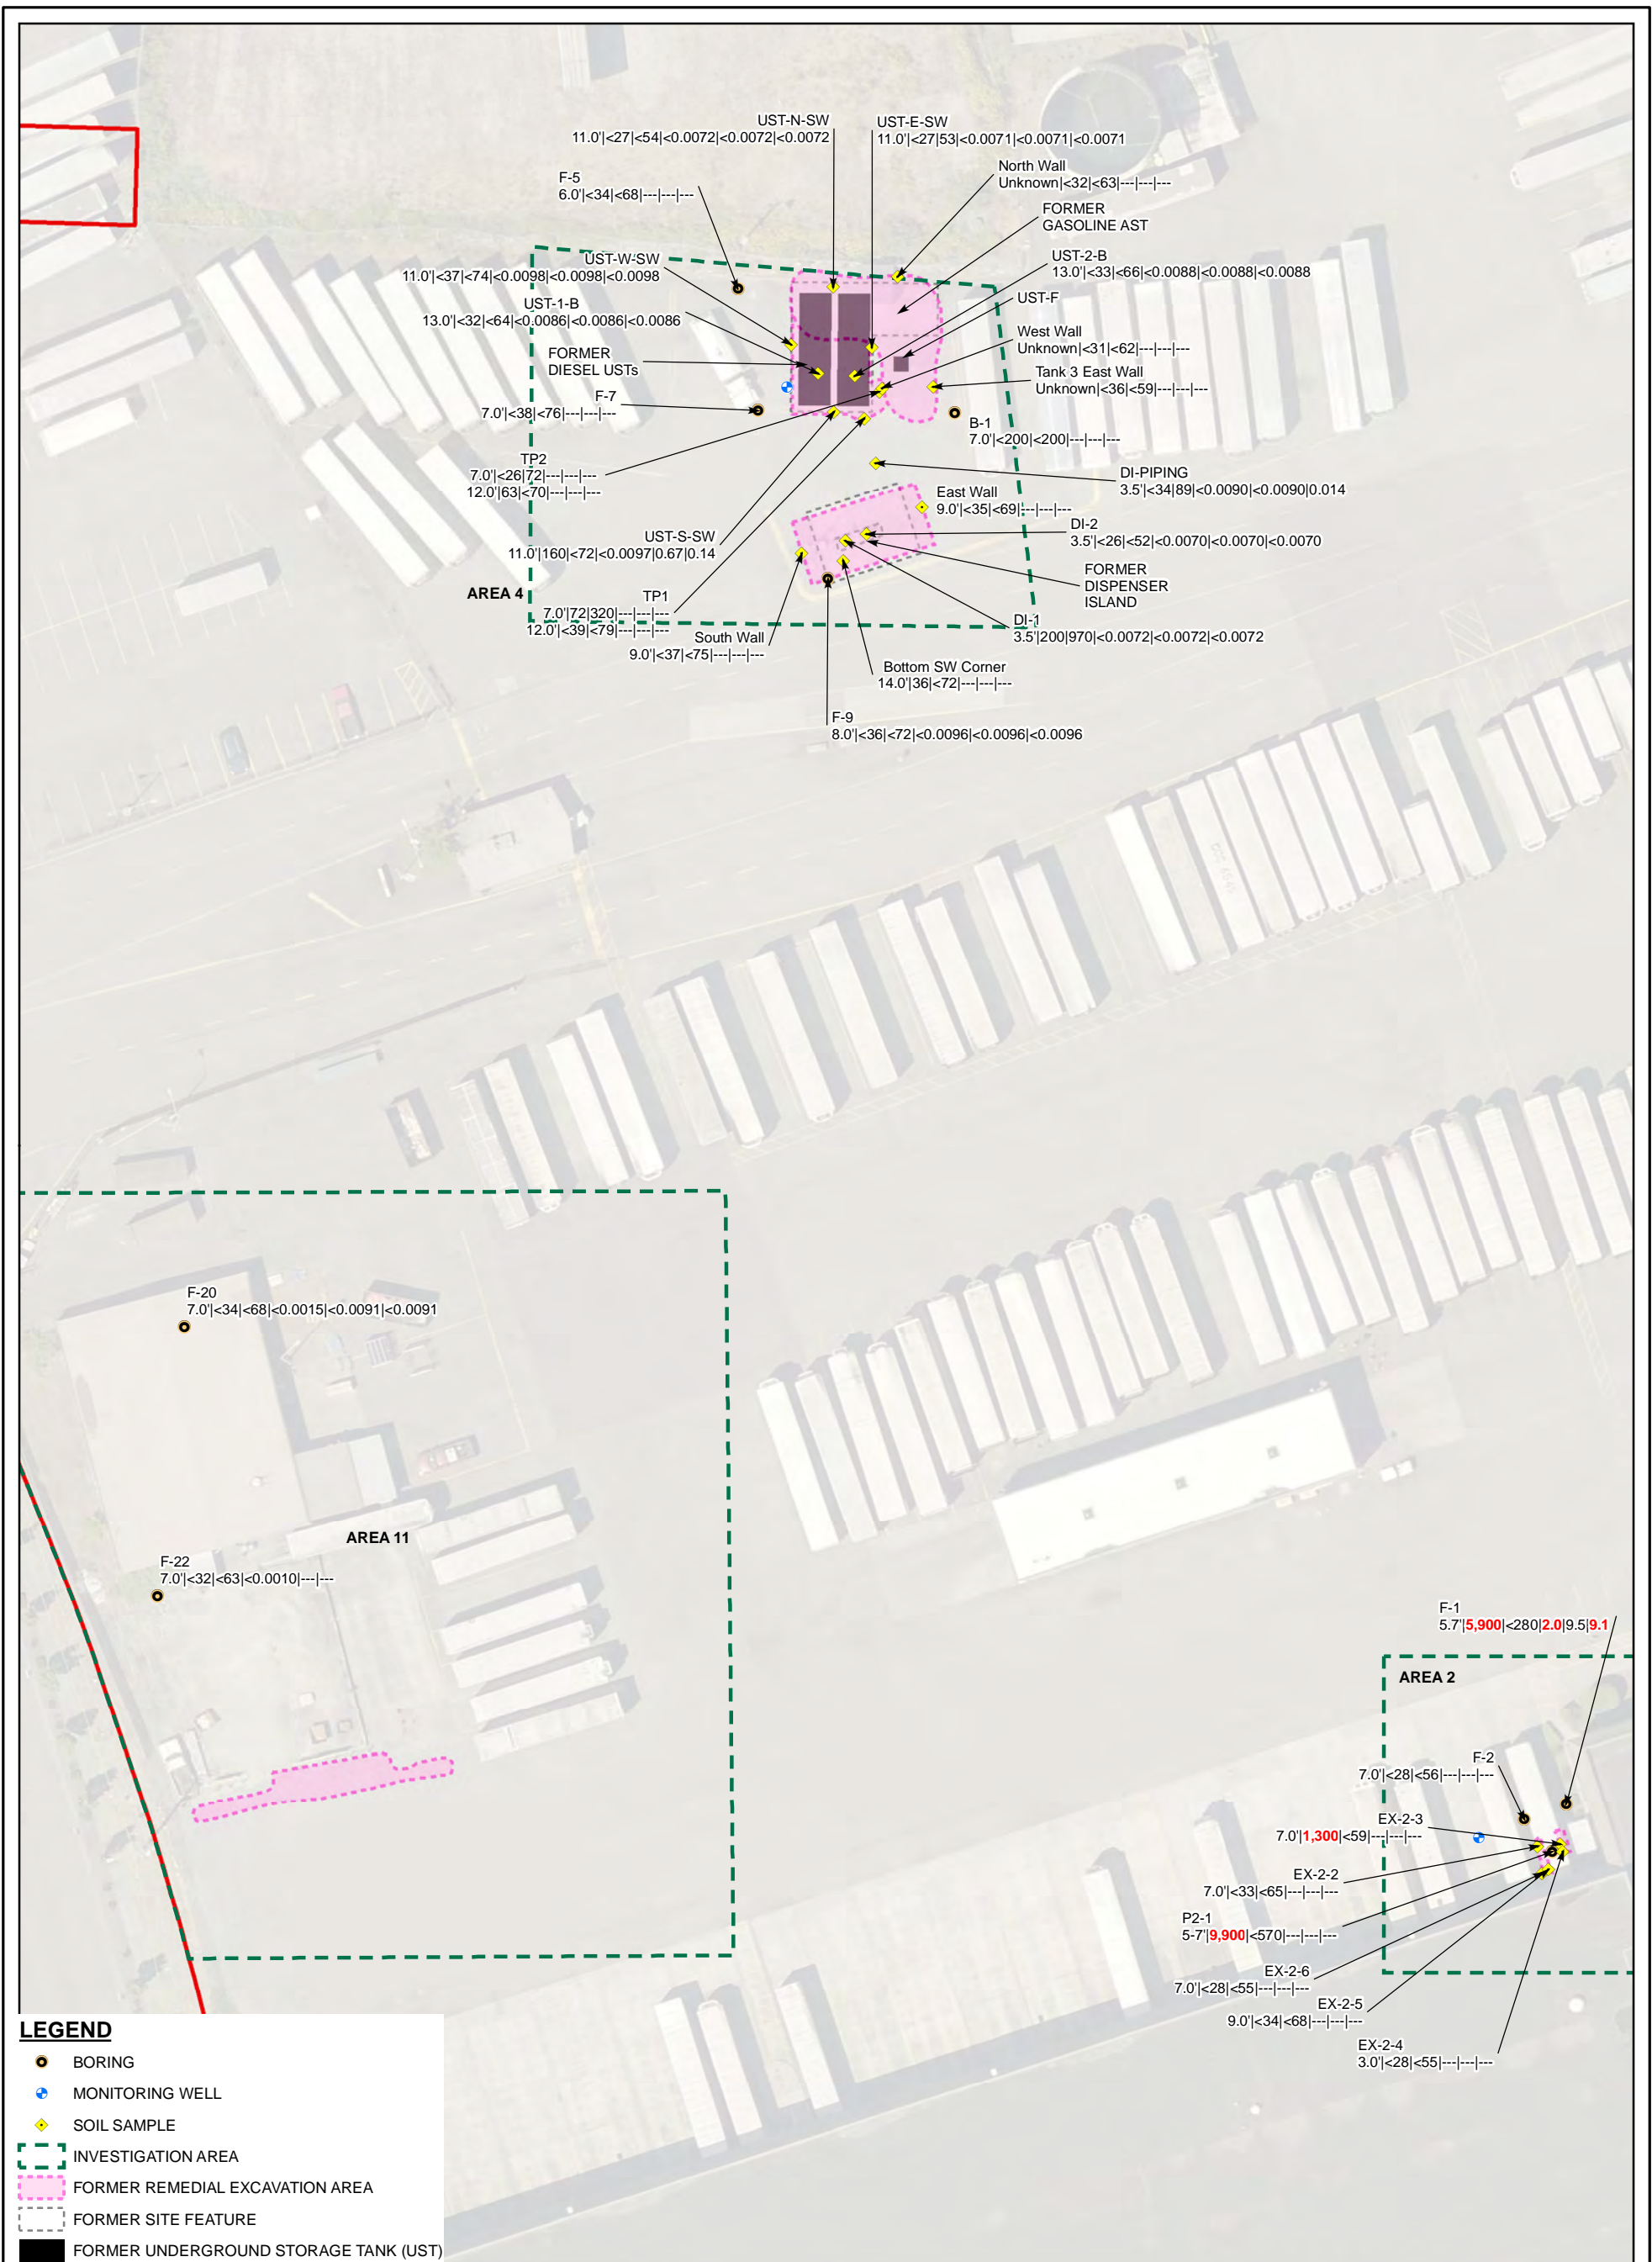 UST-N-SW
11.0'|<27|<54|<0.0072|<0.0072|<0.0072
UST-E-SW
11.0'|<27|53|<0.0071|<0.0071|<0.0071
North Wall
Unknown|<32|<63|---|---|---
F-5
6.0'|<34|<68|---|---|---
FORMER
GASOLINE AST
UST-W-SW
11.0'|<37|<74|<0.0098|<0.0098|<0.0098
UST-2-B
13.0'|<33|<66|<0.0088|<0.0088|<0.0088
UST-1-B
13.0'|<32|<64|<0.0086|<0.0086|<0.0086
UST-F
West Wall
Unknown|<31|<62|---|---|---
FORMER
DIESEL USTs
Tank 3 East Wall
Unknown|<36|<59|---|---|---
F-7
7.0'|<38|<76|---|---|---
B-1
7.0'|<200|<200|---|---|---
TP2
7.0'|<26|72|---|---|---
12.0'|63|<70|---|---|---
DI-PIPING
3.5'|<34|89|<0.0090|<0.0090|0.014
East Wall
9.0'|<35|<69|---|---|---
DI-2
3.5'|<26|<52|<0.0070|<0.0070|<0.0070
UST-S-SW
11.0'|160|<72|<0.0097|0.67|0.14
FORMER
DISPENSER
ISLAND
AREA 4
TP1
7.0'|72|320|---|---|---
12.0'|<39|<79|---|---|---
DI-1
3.5'|200|970|<0.0072|<0.0072|<0.0072
South Wall
9.0'|<37|<75|---|---|---
Bottom SW Corner
14.0'|36|<72|---|---|---
F-9
8.0'|<36|<72|<0.0096|<0.0096|<0.0096
F-20
7.0'|<34|<68|<0.0015|<0.0091|<0.0091
AREA 11
F-22
7.0'|<32|<63|<0.0010|---|---
F-1
5.7'|5,900|<280|2.0|9.5|9.1
AREA 2
F-2
7.0'|<28|<56|---|---|---
EX-2-3
7.0'|1,300|<59|---|---|---
EX-2-2
7.0'|<33|<65|---|---|---
P2-1
5-7'|9,900|<570|---|---|---
EX-2-6
7.0'|<28|<55|---|---|---
EX-2-5
9.0'|<34|<68|---|---|---
EX-2-4
3.0'|<28|<55|---|---|---
LEGEND
BORING
MONITORING WELL
SOIL SAMPLE
INVESTIGATION AREA
FORMER REMEDIAL EXCAVATION AREA
FORMER SITE FEATURE
FORMER UNDERGROUND STORAGE TANK (UST)